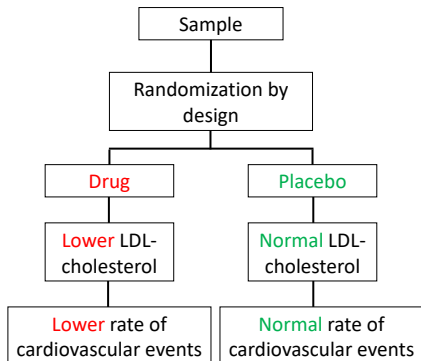 Sample
Randomization by
design
Drug
Placebo
Lower LDL-
cholesterol
Normal LDL-
cholesterol
Lower rate of
cardiovascular events
Normal rate of
cardiovascular events